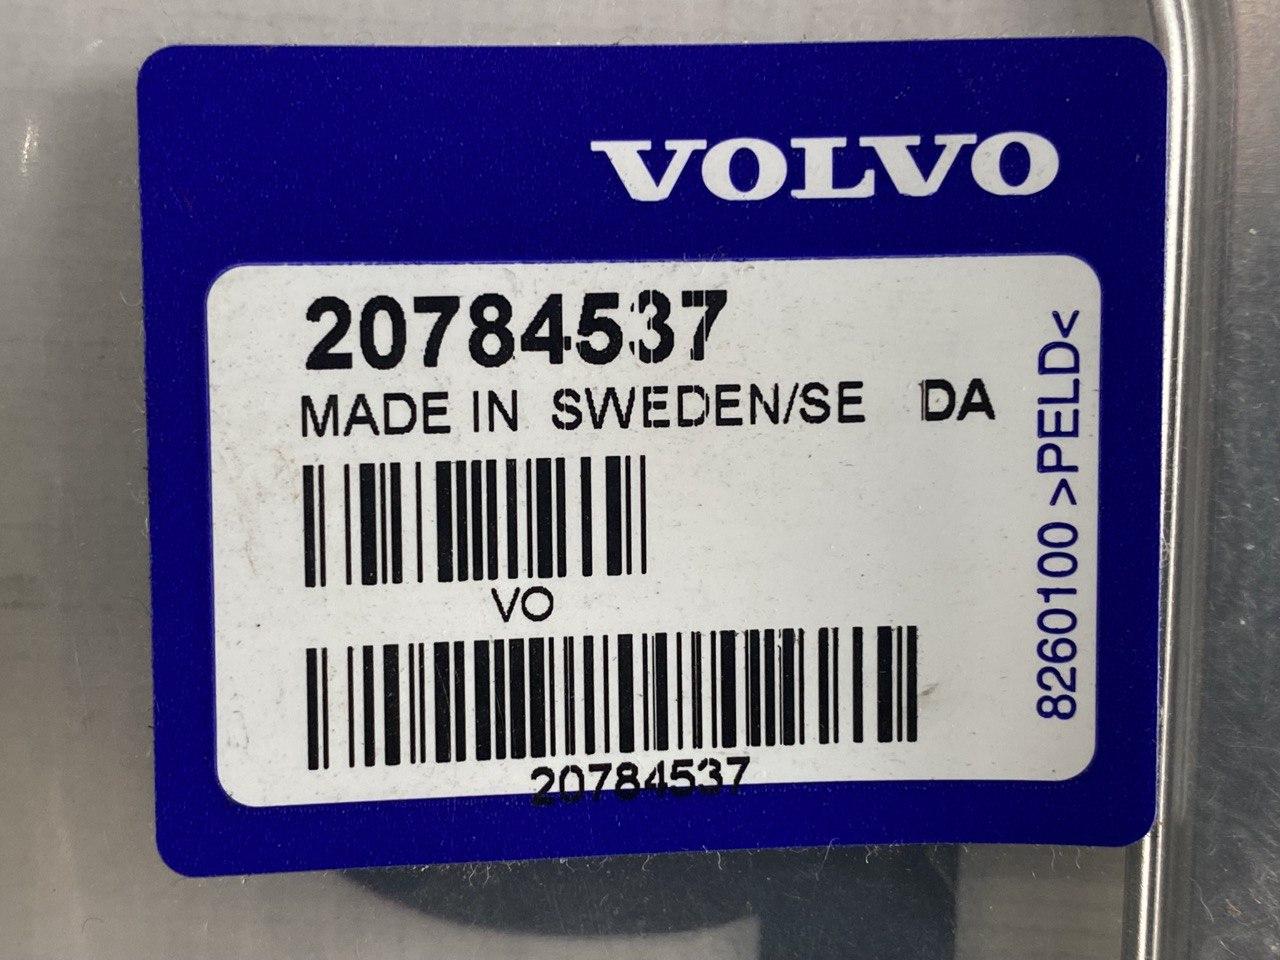 VOLVO
20784537
MADE IN SWEDEN/SE DA
VO
20784537
8260100 >PELD<